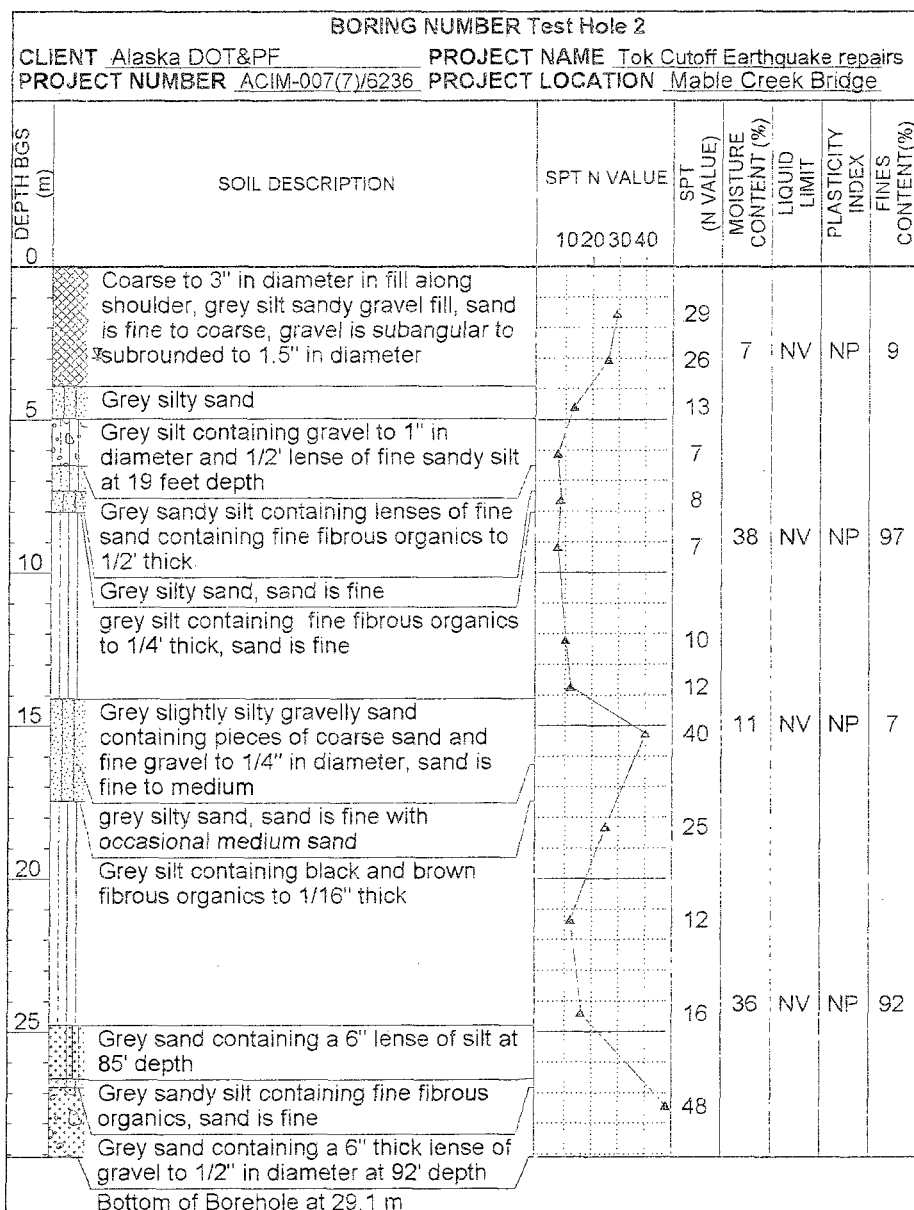 BORING NUMBER Test Hole 2
CLIENT Alaska DOT&PF PROJECT NAME Tok Cutoff Earthquake repairs
PROJECT NUMBER ACIM-007(7)/6236 PROJECT LOCATION Mable Creek Bridge
DEPTH BGS
(m)
SOIL DESCRIPTION
SPT N VALUE
10 20 30 40
SPT
(N VALUE)
MOISTURE
CONTENT (%)
LIQUID
LIMIT
PLASTICITY
INDEX
FINES
CONTENT(%)
0
Coarse to 3" in diameter in fill along
shoulder, grey silt sandy gravel fill, sand
is fine to coarse, gravel is subangular to
subrounded to 1.5" in diameter
29
26 7 NV NP 9
Grey silty sand
13
5
Grey silt containing gravel to 1" in
diameter and 1/2' lense of fine sandy silt
at 19 feet depth
7
8
Grey sandy silt containing lenses of fine
sand containing fine fibrous organics to
1/2' thick
7 38 NV NP 97
10
Grey silty sand, sand is fine
grey silt containing fine fibrous organics
to 1/4' thick, sand is fine
10
12
15
Grey slightly silty gravelly sand
containing pieces of coarse sand and
fine gravel to 1/4" in diameter, sand is
fine to medium
40 11 NV NP 7
grey silty sand, sand is fine with
occasional medium sand
25
20
Grey silt containing black and brown
fibrous organics to 1/16" thick
12
16 36 NV NP 92
25
Grey sand containing a 6" lense of silt at
85' depth
Grey sandy silt containing fine fibrous
organics, sand is fine
48
Grey sand containing a 6" thick lense of
gravel to 1/2" in diameter at 92' depth
Bottom of Borehole at 29.1 m